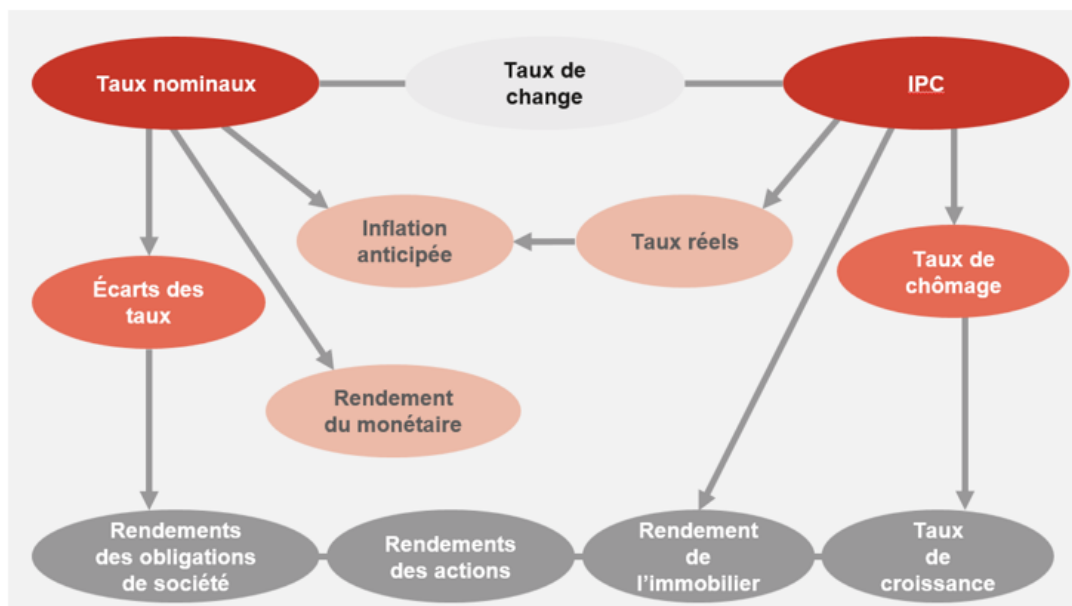 Taux nominaux
Taux de
change
IPC
Inflation
anticipée
Taux réels
Taux de
chômage
Écarts des
taux
Rendement
du monétaire
Rendements
des obligations
de société
Rendements
des actions
Rendement
de
l'immobilier
Taux
de
croissance